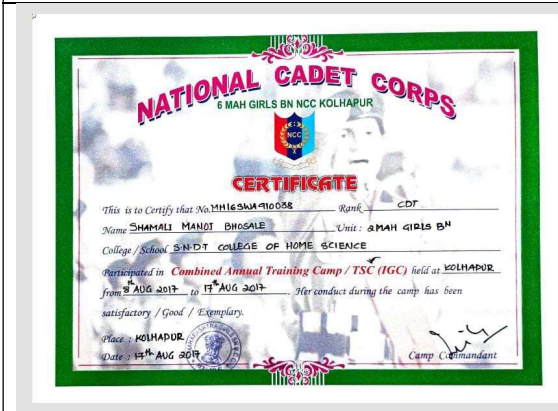 NATIONAL CADET CORPS
6 MAH GIRLS BN NCC KOLHAPUR
NCC
CERTIFICATE
This is to Certify that No. MH16SWA910038 Rank CDT
Name SHAMALI MANOJ BHOSALE Unit : 2MAH GIRLS BN
College / School S.N.D.T COLLEGE OF HOME SCIENCE
Participated in Combined Annual Training Camp / TSC (IGC) held at KOLHAPUR
from 8th AUG 2017 to 17th AUG 2017. Her conduct during the camp has been
satisfactory / Good / Exemplary.
Place : KOLHAPUR
Date : 17th AUG 2017 Camp Commandant